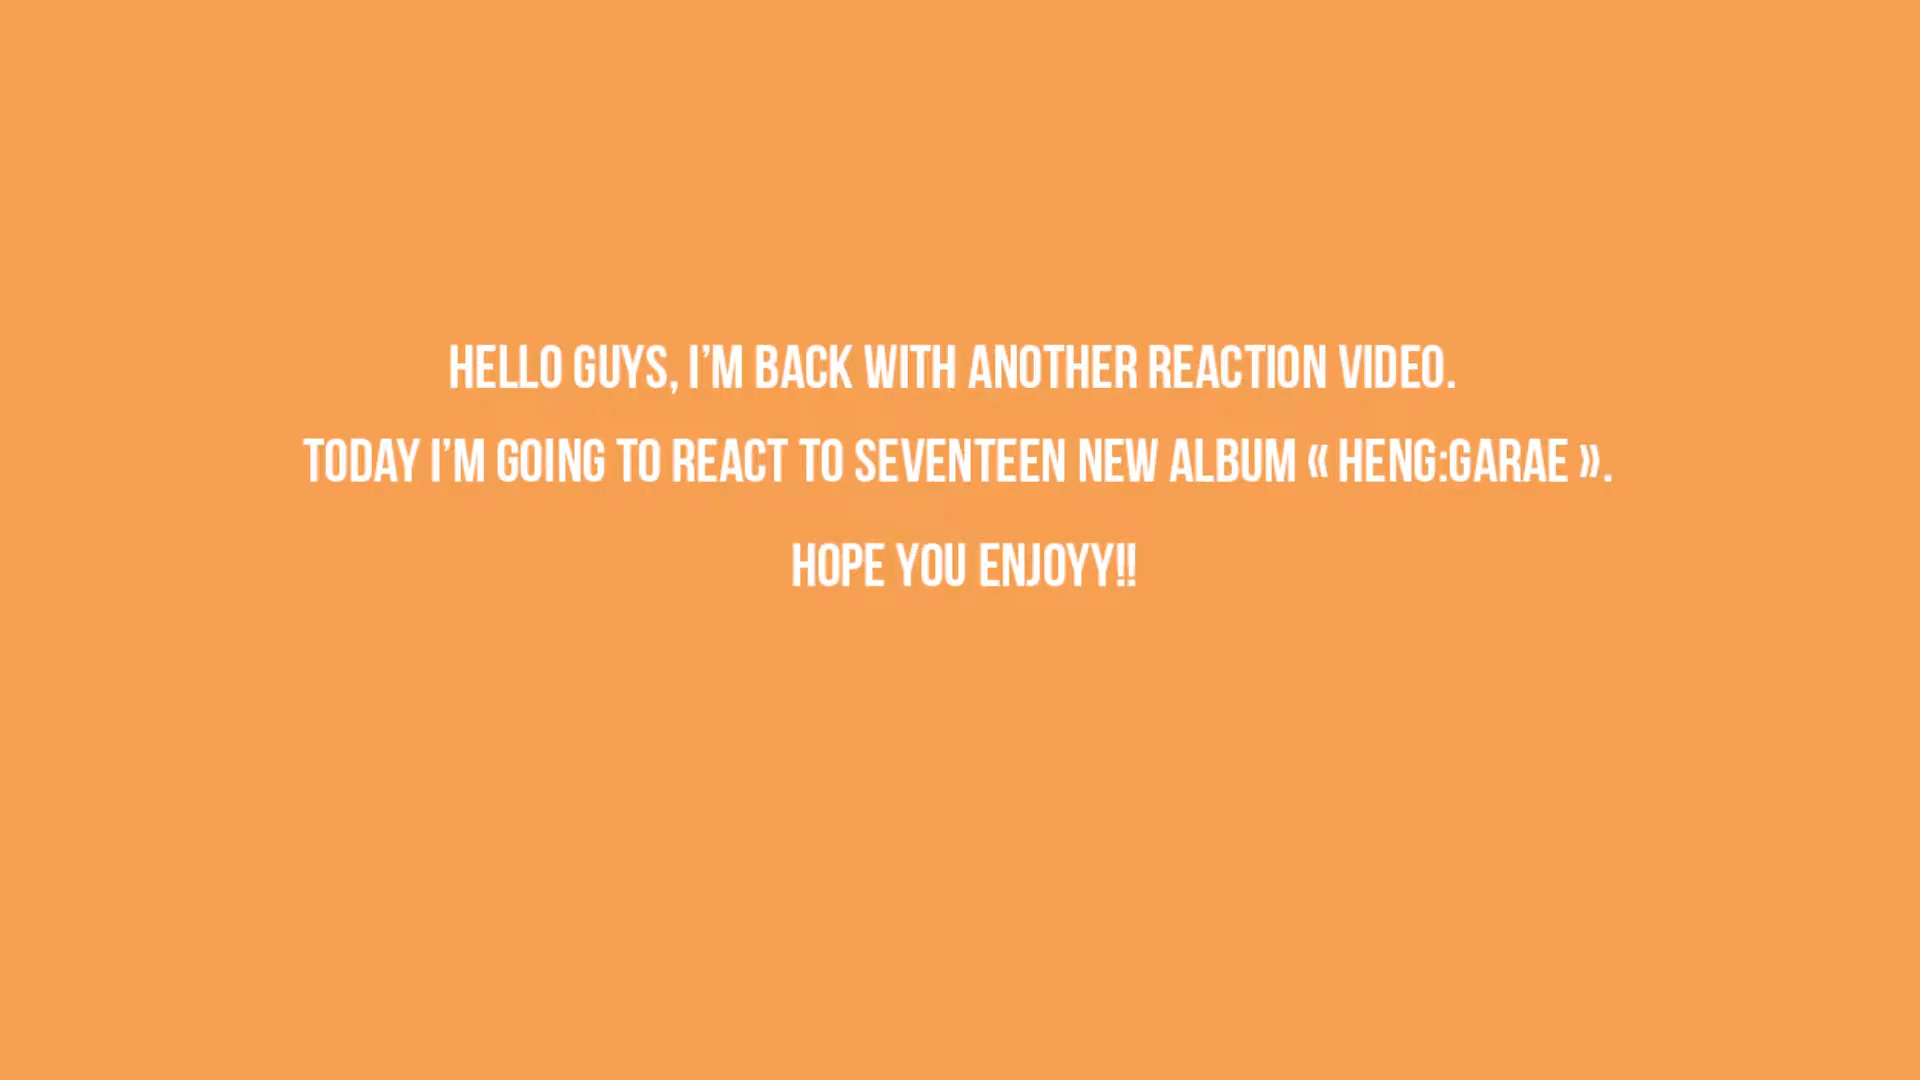 HELLO GUYS, I'M BACK WITH ANOTHER REACTION VIDEO.
TODAY I'M GOING TO REACT TO SEVENTEEN NEW ALBUM « HENG:GARAE ».
HOPE YOU ENJOYY!!